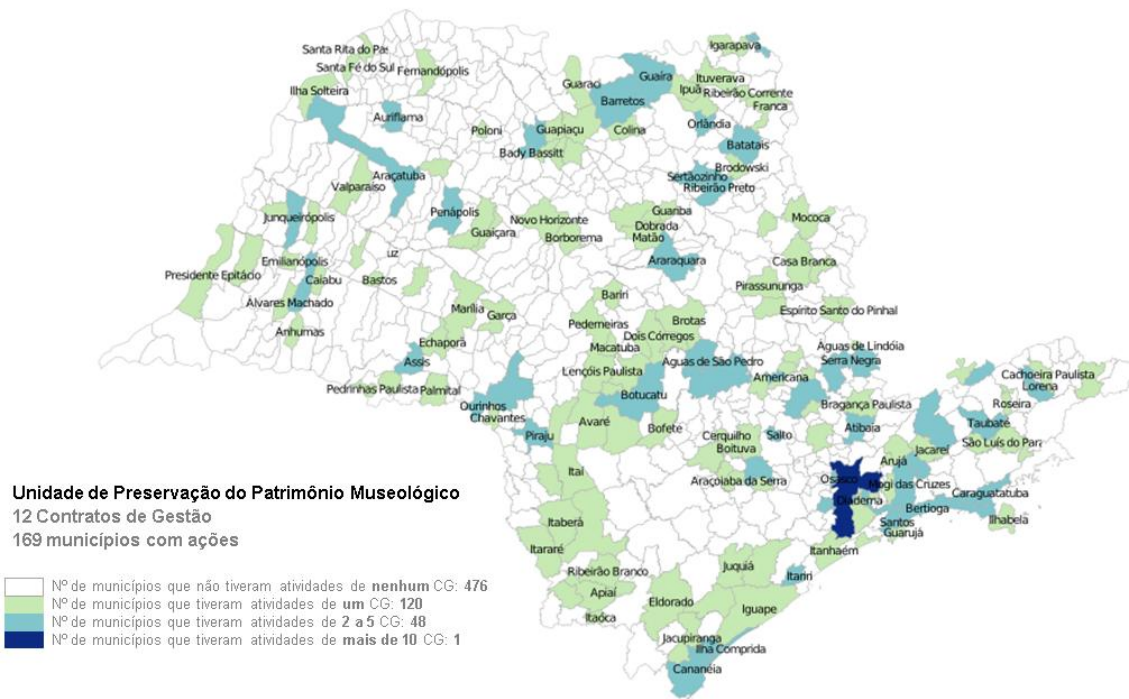 Santa Rita do Pas
Santa Fé do Sul
Fernandópolis
Ilha Solteira
Igarapava
Guaíra
Guaraci
Ituverava
Ipuã
Ribeirão Corrente
Barretos
Franca
Auriflama
Poloni
Guapiaçu
Colina
Orlândia
Bady Bassitt
Batatais
Brodowski
Araçatuba
Sertãozinho
Valparaíso
Ribeirão Preto
Penápolis
Novo Horizonte
Guariba
Junqueirópolis
Dobrada
Mococa
Guaiçara
Borborema
Matão
uz
Araraquara
Emilianópolis
Casa Branca
Presidente Epitácio
Caiabu
Bastos
Pirassununga
Álvares Machado
Bariri
Marília
Garça
Espírito Santo do Pinhal
Anhumas
Pederneiras
Brotas
Dois Córregos
Echaporã
Macatuba
Águas de Lindóia
Assis
Águas de São Pedro
Serra Negra
Lençóis Paulista
Cachoeira Paulista
Pedrinhas Paulista
Palmital
Americana
Lorena
Botucatu
Ourinhos
Roseira
Chavantes
Bragança Paulista
Avaré
Bofete
Taubaté
Piraju
Cerquilho
Salto
Atibaia
Boituva
São Luís do Par
Jacareí
Arujá
Itaí
Araçoiaba da Serra
Osasco
Mogi das Cruzes
Caraguatatuba
Diadema
Bertioga
Itaberá
Santos
Ilhabela
Guarujá
Itararé
Itanhaém
Ribeirão Branco
Juquiá
Itariri
Apiaí
Eldorado
Iguape
Itaóca
Jacupiranga
Ilha Comprida
Cananéia
Unidade de Preservação do Patrimônio Museológico
12 Contratos de Gestão
169 municípios com ações
Nº de municípios que não tiveram atividades de nenhum CG: 476
Nº de municípios que tiveram atividades de um CG: 120
Nº de municípios que tiveram atividades de 2 a 5 CG: 48
Nº de municípios que tiveram atividades de mais de 10 CG: 1